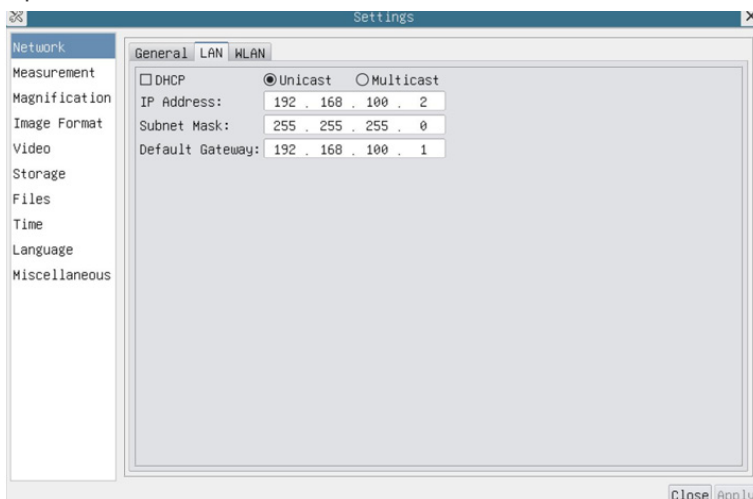 Settings
Network
Measurement
Magnification
Image Format
Video
Storage
Files
Time
Language
Miscellaneous
General LAN WLAN
DHCP Unicast Multicast
IP Address: 192 . 168 . 100 . 2
Subnet Mask: 255 . 255 . 255 . 0
Default Gateway: 192 . 168 . 100 . 1
Close Apply